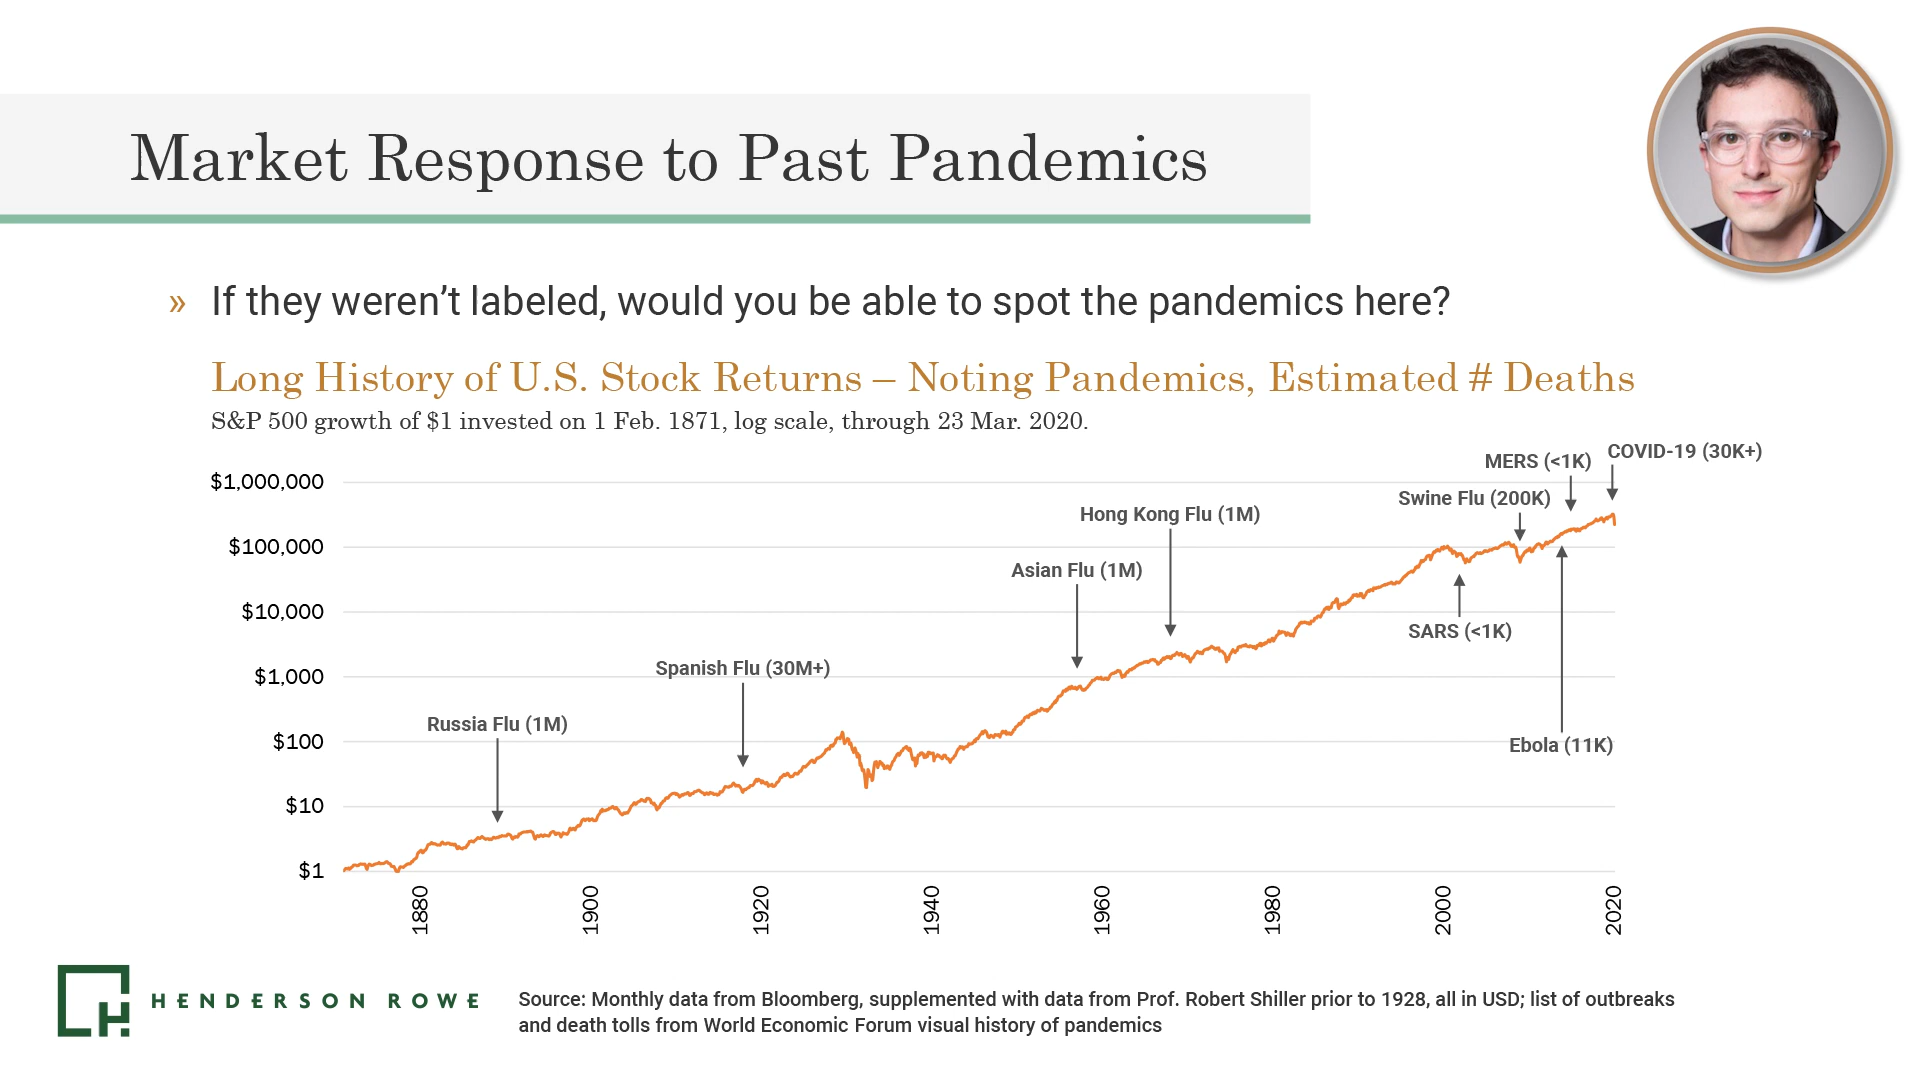 Market Response to Past Pandemics
» If they weren’t labeled, would you be able to spot the pandemics here?
Long History of U.S. Stock Returns – Noting Pandemics, Estimated # Deaths
S&P 500 growth of $1 invested on 1 Feb. 1871, log scale, through 23 Mar. 2020.
COVID-19 (30K+)
MERS (<1K)
$1,000,000
Swine Flu (200K)
Hong Kong Flu (1M)
$100,000
Asian Flu (1M)
$10,000
SARS (<1K)
Spanish Flu (30M+)
$1,000
Russia Flu (1M)
$100
Ebola (11K)
$10
$1
1880
1900
1920
1940
1960
1980
2000
2020
HENDERSON ROWE
Source: Monthly data from Bloomberg, supplemented with data from Prof. Robert Shiller prior to 1928, all in USD; list of outbreaks
and death tolls from World Economic Forum visual history of pandemics